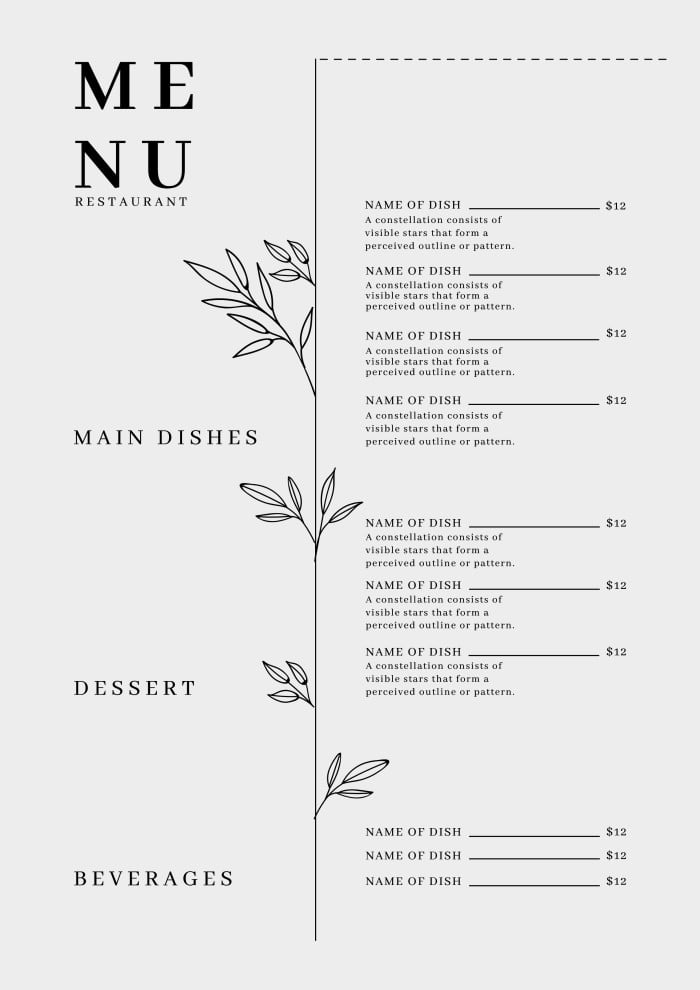 ME
NU
RESTAURANT
MAIN DISHES
NAME OF DISH $12
A constellation consists of
visible stars that form a
perceived outline or pattern.
NAME OF DISH $12
A constellation consists of
visible stars that form a
perceived outline or pattern.
NAME OF DISH $12
A constellation consists of
visible stars that form a
perceived outline or pattern.
NAME OF DISH $12
A constellation consists of
visible stars that form a
perceived outline or pattern.
DESSERT
NAME OF DISH $12
A constellation consists of
visible stars that form a
perceived outline or pattern.
NAME OF DISH $12
A constellation consists of
visible stars that form a
perceived outline or pattern.
NAME OF DISH $12
A constellation consists of
visible stars that form a
perceived outline or pattern.
BEVERAGES
NAME OF DISH $12
NAME OF DISH $12
NAME OF DISH $12